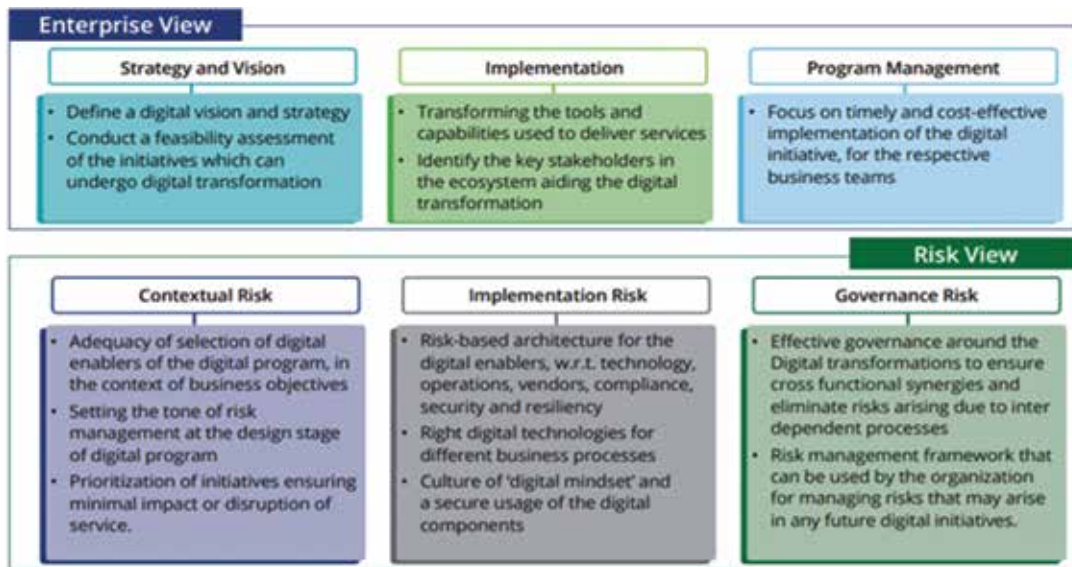 Enterprise View
Strategy and Vision
• Define a digital vision and strategy
• Conduct a feasibility assessment
of the initiatives which can
undergo digital transformation
Implementation
• Transforming the tools and
capabilities used to deliver services
• Identify the key stakeholders in
the ecosystem aiding the digital
transformation
Program Management
• Focus on timely and cost-effective
implementation of the digital
initiative, for the respective
business teams
Risk View
Contextual Risk
• Adequacy of selection of digital
enablers of the digital program, in
the context of business objectives
• Setting the tone of risk
management at the design stage
of digital program
• Prioritization of initiatives ensuring
minimal impact or disruption of
service.
Implementation Risk
• Risk-based architecture for the
digital enablers, w.r.t. technology,
operations, vendors, compliance,
security and resiliency
• Right digital technologies for
different business processes
• Culture of ‘digital mindset’ and
a secure usage of the digital
components
Governance Risk
• Effective governance around the
Digital transformations to ensure
cross functional synergies and
eliminate risks arising due to inter
dependent processes
• Risk management framework that
can be used by the organization
for managing risks that may arise
in any future digital initiatives.